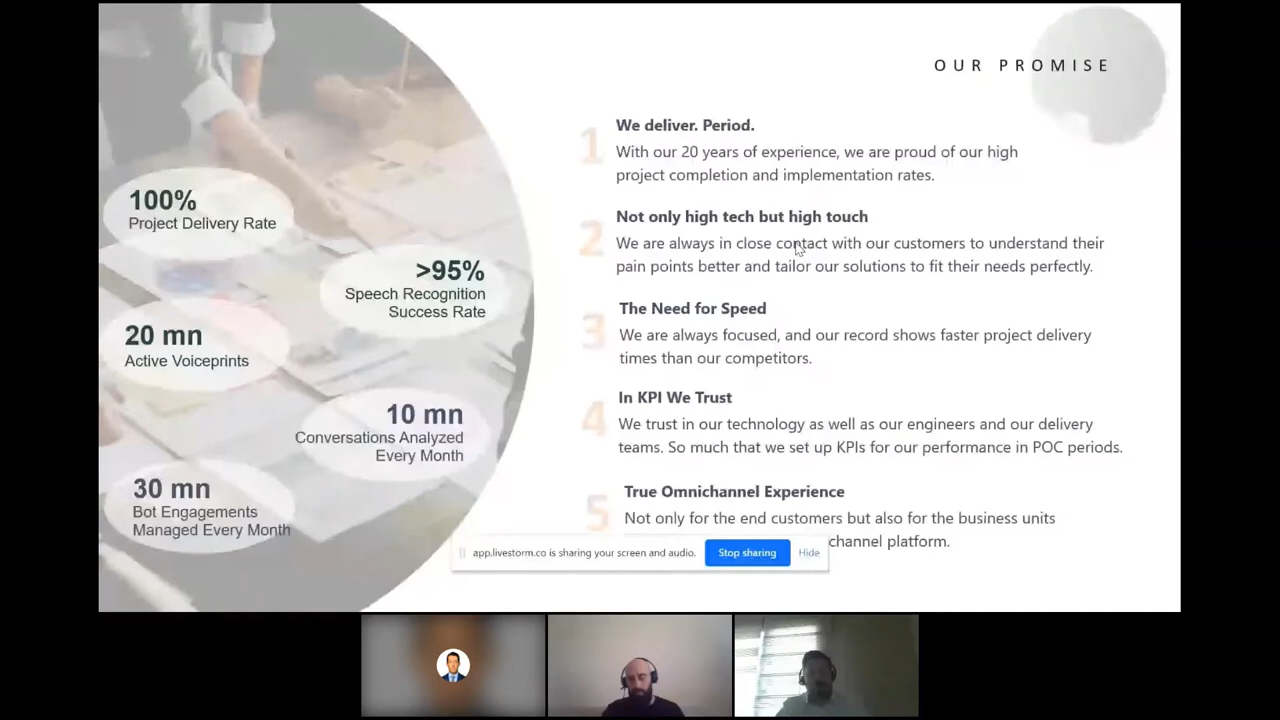 OUR PROMISE
100%
Project Delivery Rate
>95%
Speech Recognition
Success Rate
20 mn
Active Voiceprints
10 mn
Conversations Analyzed
Every Month
30 mn
Bot Engagements
Managed Every Month
1
We deliver. Period.
With our 20 years of experience, we are proud of our high
project completion and implementation rates.
2
Not only high tech but high touch
We are always in close contact with our customers to understand their
pain points better and tailor our solutions to fit their needs perfectly.
3
The Need for Speed
We are always focused, and our record shows faster project delivery
times than our competitors.
4
In KPI We Trust
We trust in our technology as well as our engineers and our delivery
teams. So much that we set up KPIs for our performance in POC periods.
5
True Omnichannel Experience
Not only for the end customers but also for the business units
channel platform.
app.livestorm.co is sharing your screen and audio.
Stop sharing
Hide